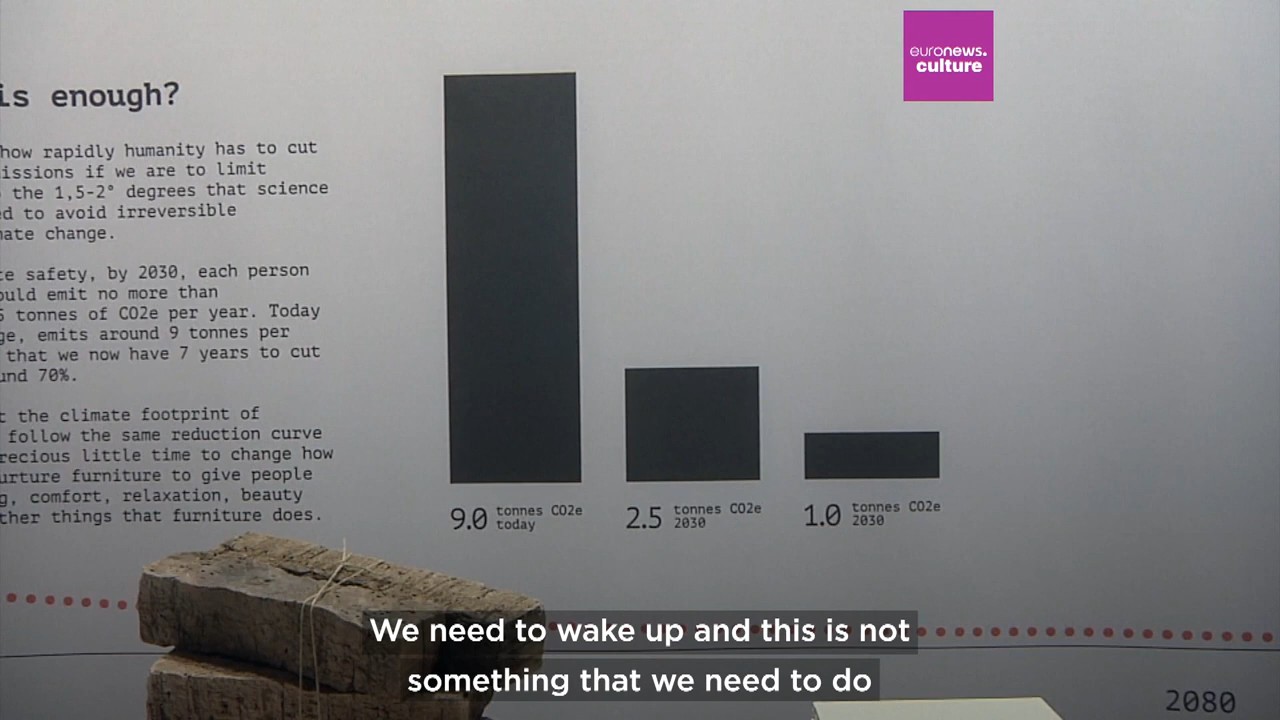 euronews.
culture
is enough?
how rapidly humanity has to cut
issions if we are to limit
the 1,5-2° degrees that science
ed to avoid irreversible
mate change.
te safety, by 2030, each person
ould emit no more than
5 tonnes of CO2e per year. Today
ge, emits around 9 tonnes per
that we now have 7 years to cut
und 70%.
t the climate footprint of
follow the same reduction curve
recious little time to change how
urture furniture to give people
g, comfort, relaxation, beauty
ther things that furniture does.
9.0 tonnes CO2e
today
2.5 tonnes CO2e
2030
1.0 tonnes CO2e
2030
We need to wake up and this is not
something that we need to do
2080